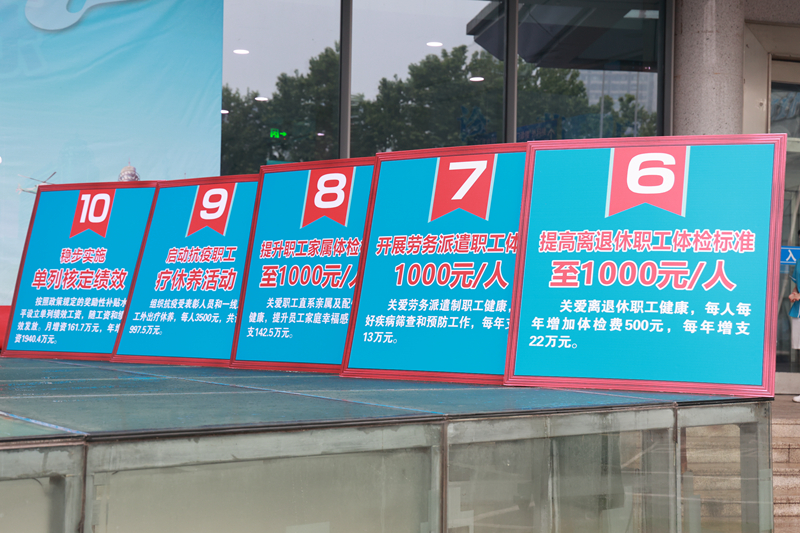 10
稳步实施
单列核定绩效
按照政策规定的奖励性补贴水
平设立单列绩效工资，随工资和绩
效发放。月增资161.7万元，年增
资1940.4万元。
9
启动抗疫职工
疗休养活动
组织抗疫受表彰人员和一线
工外出疗休养，每人3500元，共
997.5万元。
8
提升职工家属体检
至1000元/人
关爱职工直系亲属及配
健康，提升员工家庭幸福感
支142.5万元。
7
开展劳务派遣职工体
1000元/人
关爱劳务派遣制职工健康，
好疾病筛查和预防工作，每年
13万元。
6
提高离退休职工体检标准
至1000元/人
关爱离退休职工健康，每人每
年增加体检费500元，每年增支
22万元。